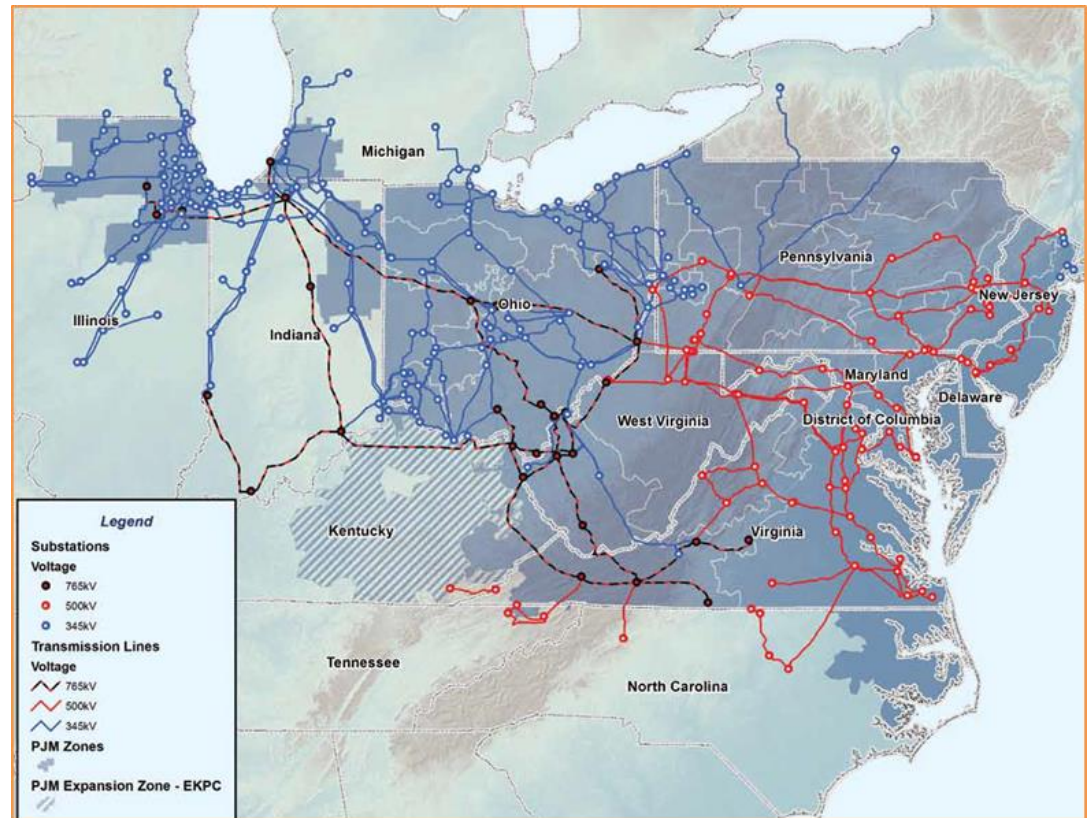 Michigan
Pennsylvania
New Jersey
Ohio
Illinois
Indiana
Maryland
Delaware
West Virginia
District of Columbia
Kentucky
Virginia
Tennessee
North Carolina
Legend
Substations
Voltage
765kV
500kV
345kV
Transmission Lines
Voltage
765kV
500kV
345kV
PJM Zones
PJM Expansion Zone - EKPC